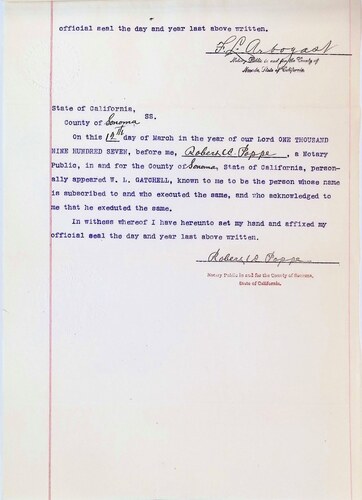 official seal the day and year last above written.
F. L. Arbogast
Notary Public in and for the County of
State of California.
State of California,
SS.
County of Sonoma
On this 12th day of March in the year of our Lord ONE THOUSAND
NINE HUNDRED SEVEN, before me, Robert A. Poppe, a Notary
Public, in and for the County of Sonoma, State of California, person-
ally appeared W. L. GATCHELL, known to me to be the person whose name
is subscribed to and who executed the same, and who acknowledged to
me that he exeduted the same.
In witness whereof I have hereunto set my hand and affixed my
official seal the day and year last above written.
Robert A. Poppe
Notary Public in and for the County of Sonoma,
State of California.